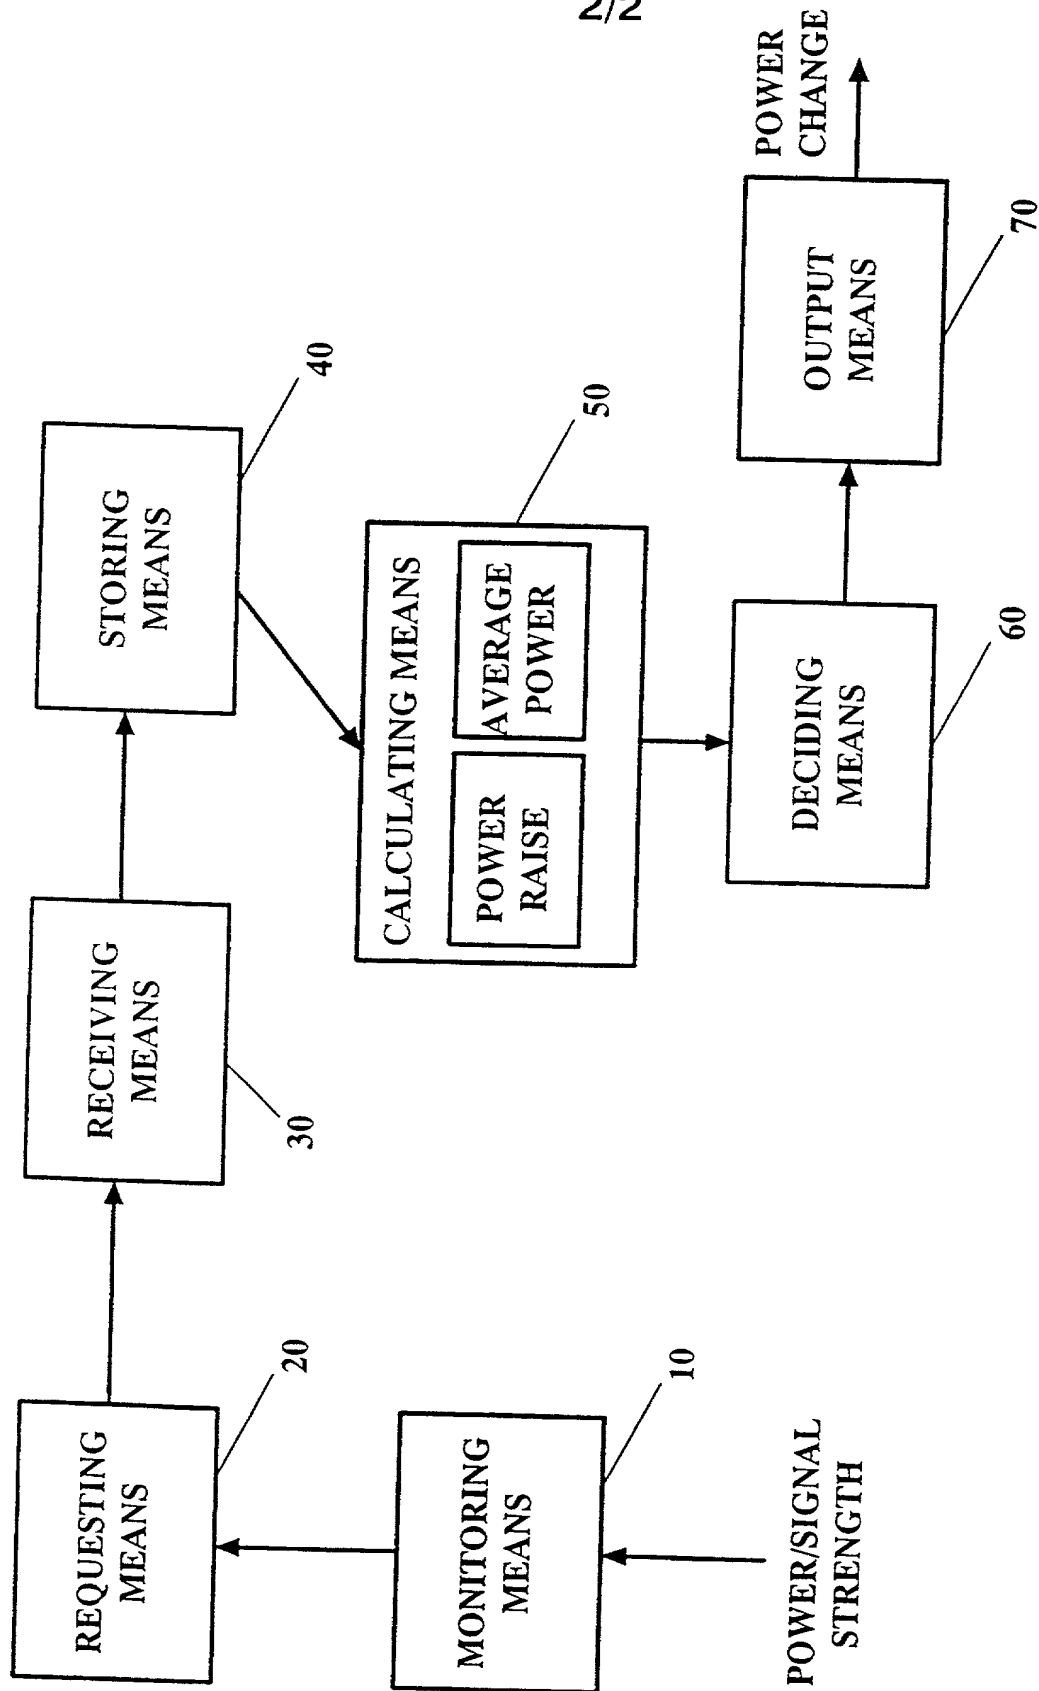 2/2
REQUESTING
MEANS
20
MONITORING
MEANS
10
POWER/SIGNAL
STRENGTH
RECEIVING
MEANS
30
STORING
MEANS
40
CALCULATING MEANS
POWER
RAISE
AVERAGE
POWER
50
DECIDING
MEANS
60
OUTPUT
MEANS
70
POWER
CHANGE